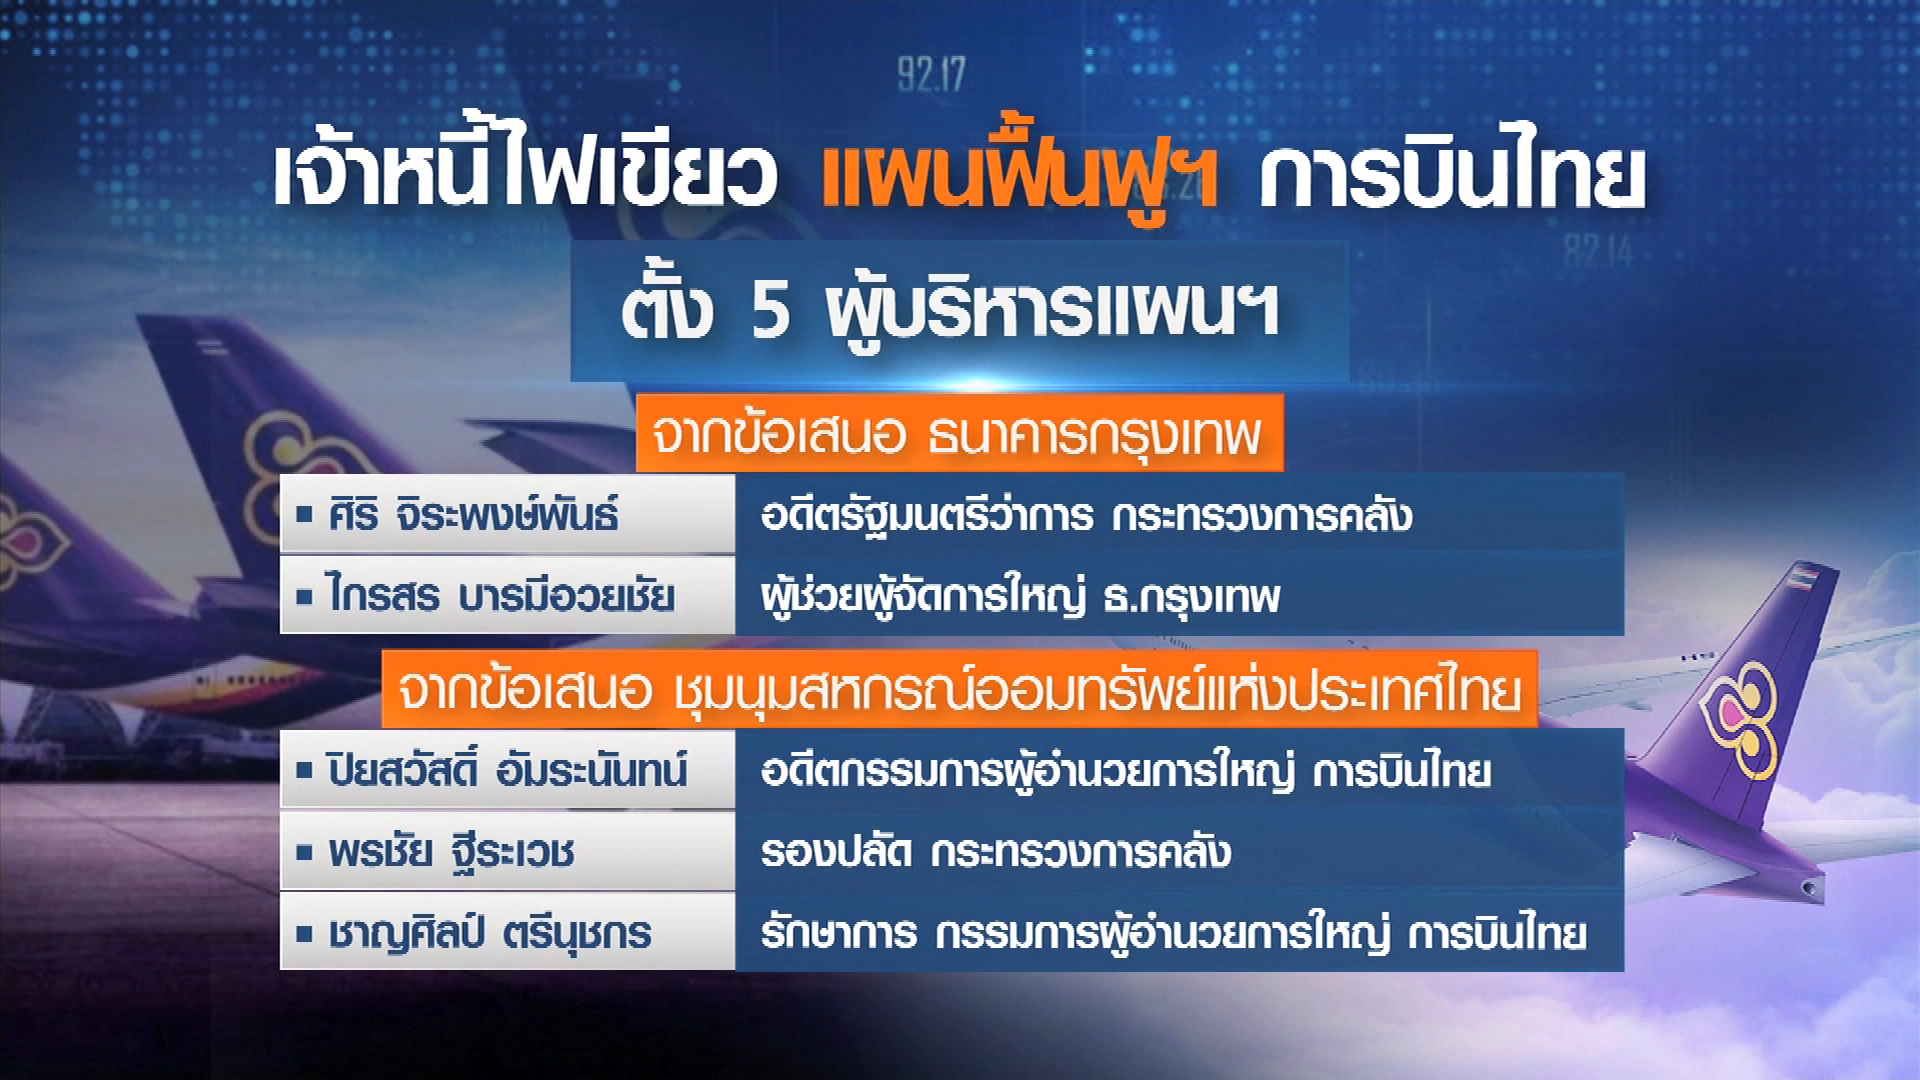 92.17
เจ้าหนี้ไฟเขียว แผนฟื้นฟูฯ การบินไทย
82.14
ตั้ง 5 ผู้บริหารแผนฯ
จากข้อเสนอ ธนาคารกรุงเทพ
▪ ศิริ จิระพงษ์พันธ์ อดีตรัฐมนตรีว่าการ กระทรวงการคลัง
▪ ไกรสร บารมีอวยชัย ผู้ช่วยผู้จัดการใหญ่ ธ.กรุงเทพ
จากข้อเสนอ ชุมนุมสหกรณ์ออมทรัพย์แห่งประเทศไทย
▪ ปิยสวัสดิ์ อัมระนันทน์ อดีตกรรมการผู้อำนวยการใหญ่ การบินไทย
▪ พรชัย ฐีระเวช รองปลัด กระทรวงการคลัง
▪ ชาญศิลป์ ตรีนุชกร รักษาการ กรรมการผู้อำนวยการใหญ่ การบินไทย